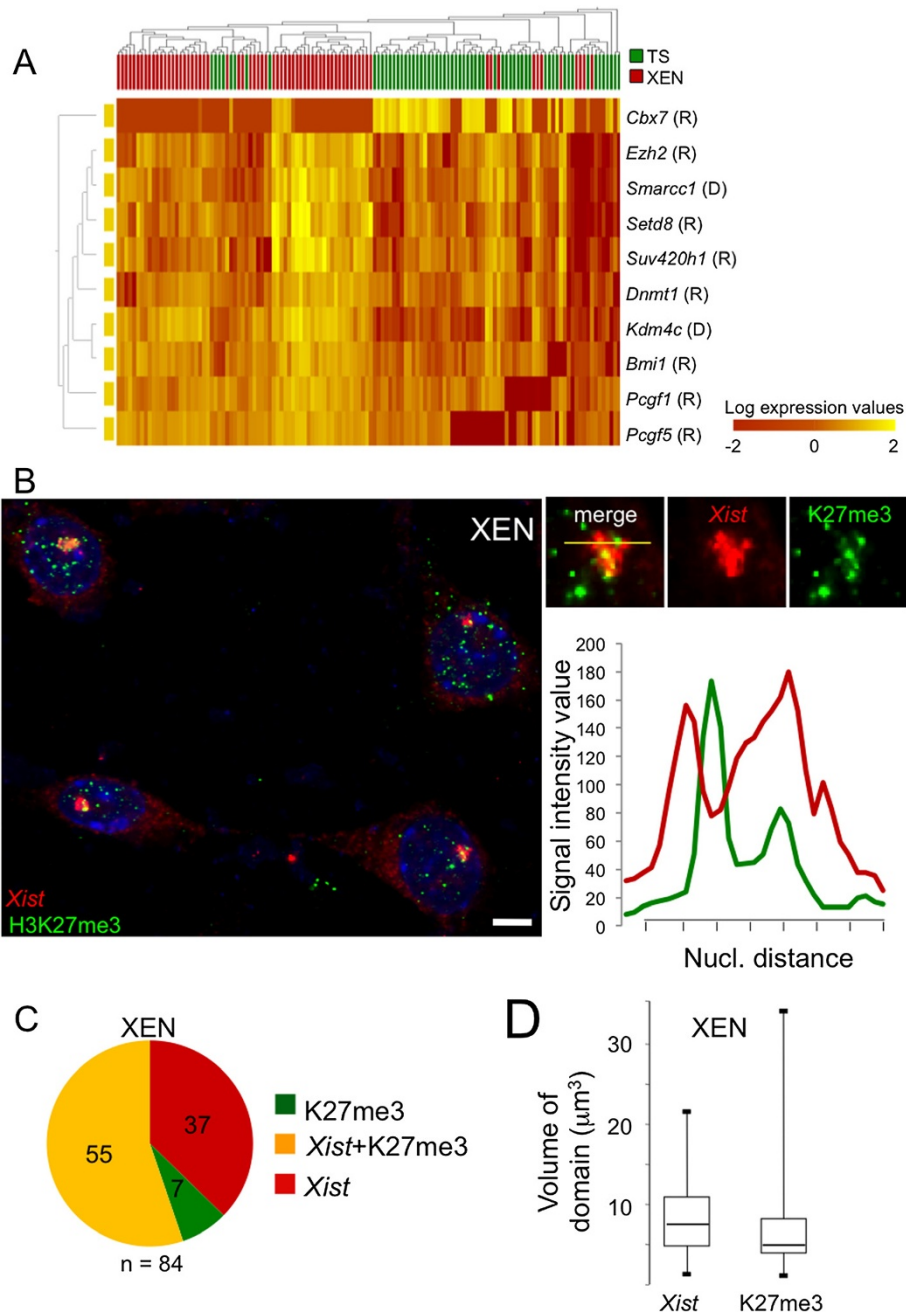 A
TS
XEN
Cbx7 (R)
Ezh2 (R)
Smarcc1 (D)
Setd8 (R)
Suv420h1 (R)
Dnmt1 (R)
Kdm4c (D)
Bmi1 (R)
Pcgf1 (R)
Pcgf5 (R)
Log expression values
-2 0 2
B
XEN
Xist
H3K27me3
merge
Xist
K27me3
Signal intensity value
200
180
160
140
120
100
80
60
40
20
0
Nucl. distance
C
XEN
55
37
7
n = 84
K27me3
Xist+K27me3
Xist
D
XEN
Volume of
domain (μm³)
30
20
10
Xist K27me3